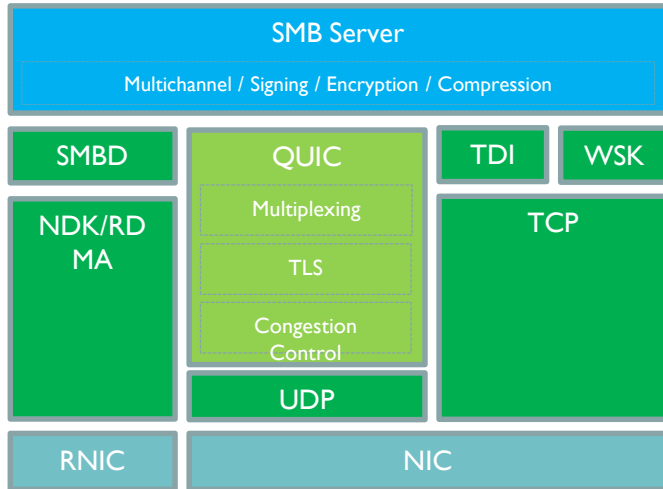 SMB Server
Multichannel / Signing / Encryption / Compression
SMBD
QUIC
TDI
WSK
Multiplexing
NDK/RD
MA
TCP
TLS
Congestion
Control
UDP
RNIC
NIC